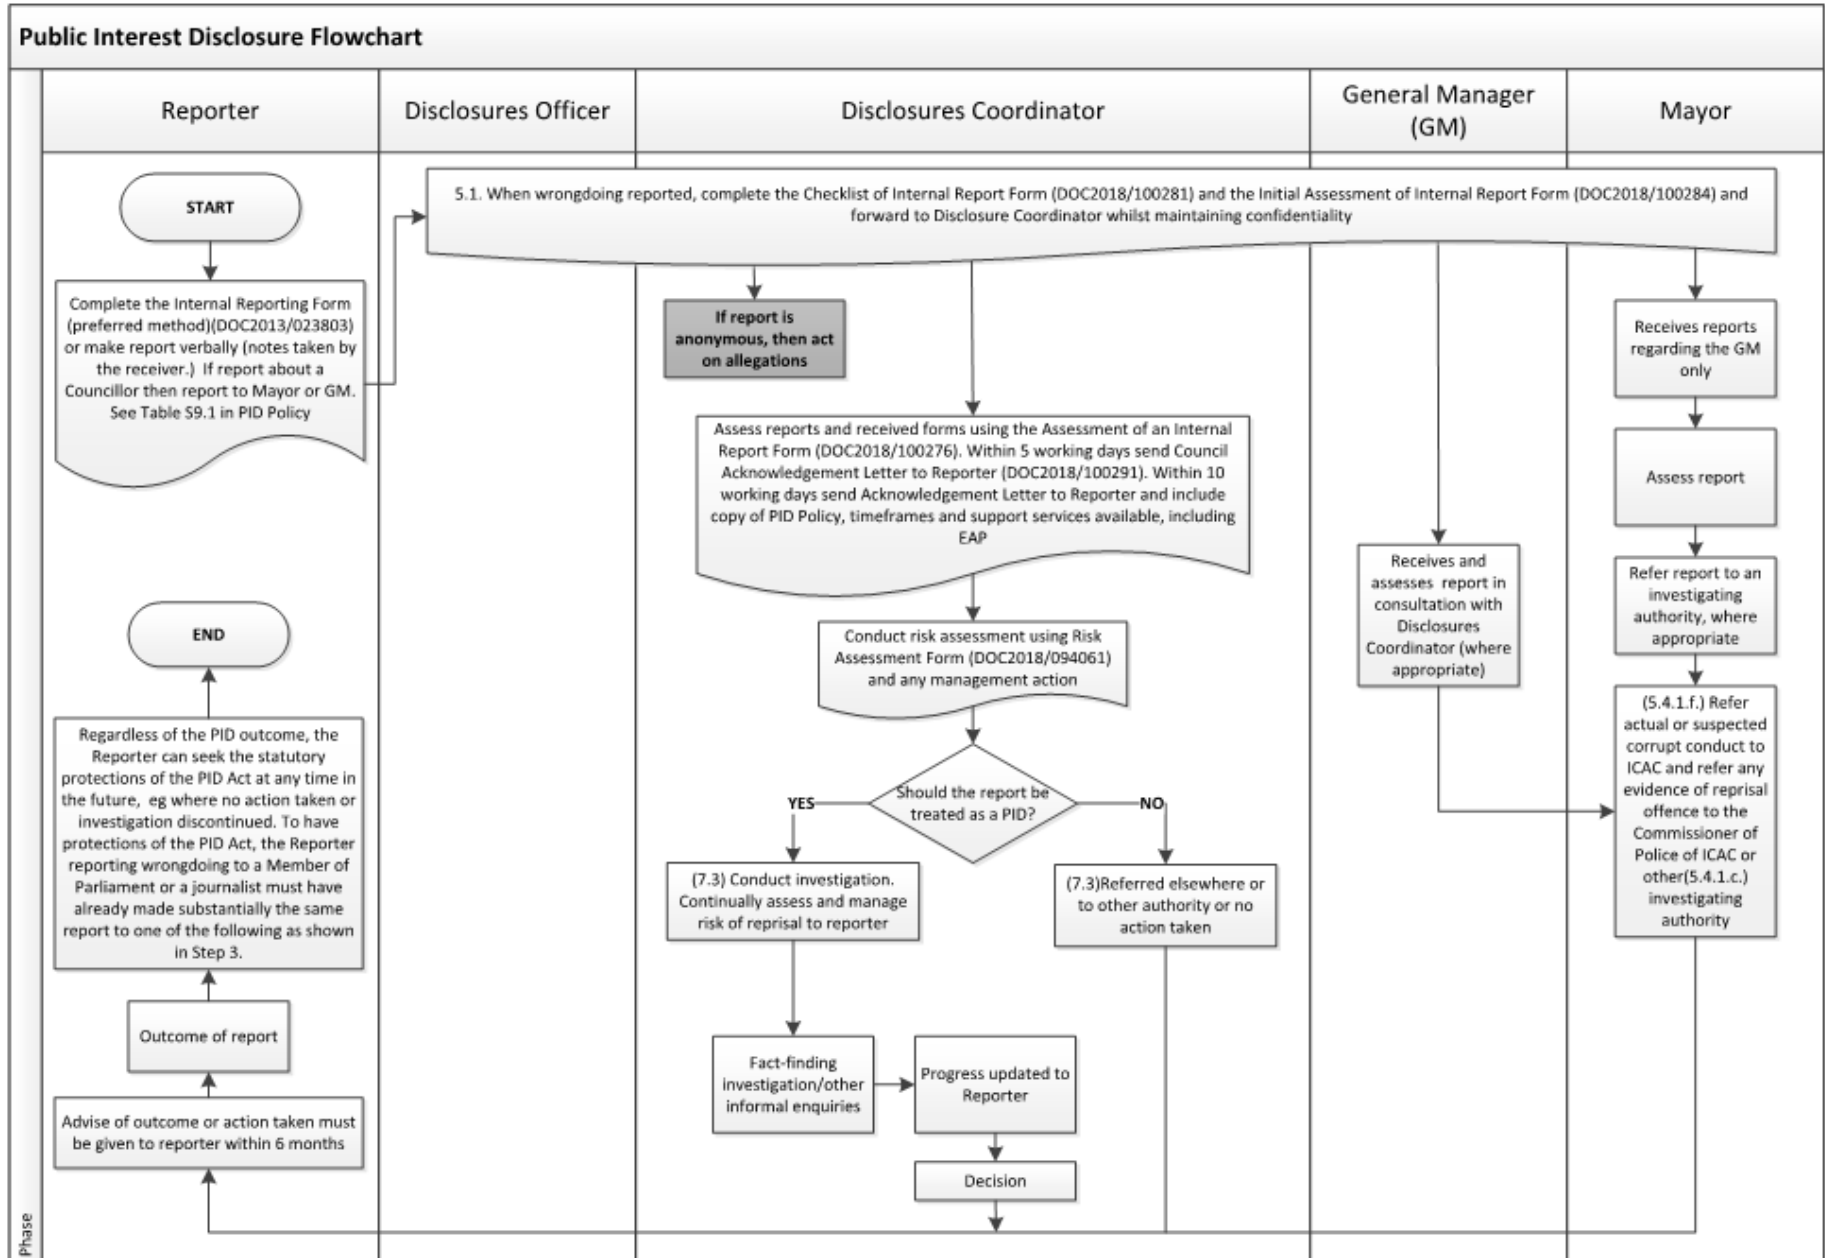 Public Interest Disclosure Flowchart
Reporter
Disclosures Officer
Disclosures Coordinator
General Manager
(GM)
Mayor
START
5.1. When wrongdoing reported, complete the Checklist of Internal Report Form (DOC2018/100281) and the Initial Assessment of Internal Report Form (DOC2018/100284) and
forward to Disclosure Coordinator whilst maintaining confidentiality
Complete the Internal Reporting Form
(preferred method)(DOC2013/023803)
or make report verbally (notes taken by
the receiver.)  If report about a
Councillor then report to Mayor or GM.
See Table S9.1 in PID Policy
If report is
anonymous, then act
on allegations
Receives reports
regarding the GM
only
Assess reports and received forms using the Assessment of an Internal
Report Form (DOC2018/100276). Within 5 working days send Council
Acknowledgement Letter to Reporter (DOC2018/100291). Within 10
working days send Acknowledgement Letter to Reporter and include
copy of PID Policy, timeframes and support services available, including
EAP
Assess report
Receives and
assesses  report in
consultation with
Disclosures
Coordinator (where
appropriate)
Refer report to an
investigating
authority, where
appropriate
Conduct risk assessment using Risk
Assessment Form (DOC2018/094061)
and any management action
(5.4.1.f.) Refer
actual or suspected
corrupt conduct to
ICAC and refer any
evidence of reprisal
offence to the
Commissioner of
Police of ICAC or
other(5.4.1.c.)
investigating
authority
Should the report be
treated as a PID?
YES
NO
(7.3) Conduct investigation.
Continually assess and manage
risk of reprisal to reporter
(7.3)Referred elsewhere or
to other authority or no
action taken
Fact-finding
investigation/other
informal enquiries
Progress updated to
Reporter
Decision
Advise of outcome or action taken must
be given to reporter within 6 months
Outcome of report
Regardless of the PID outcome, the
Reporter can seek the statutory
protections of the PID Act at any time in
the future,  eg where no action taken or
investigation discontinued. To have
protections of the PID Act, the Reporter
reporting wrongdoing to a Member of
Parliament or a journalist must have
already made substantially the same
report to one of the following as shown
in Step 3.
END
Phase